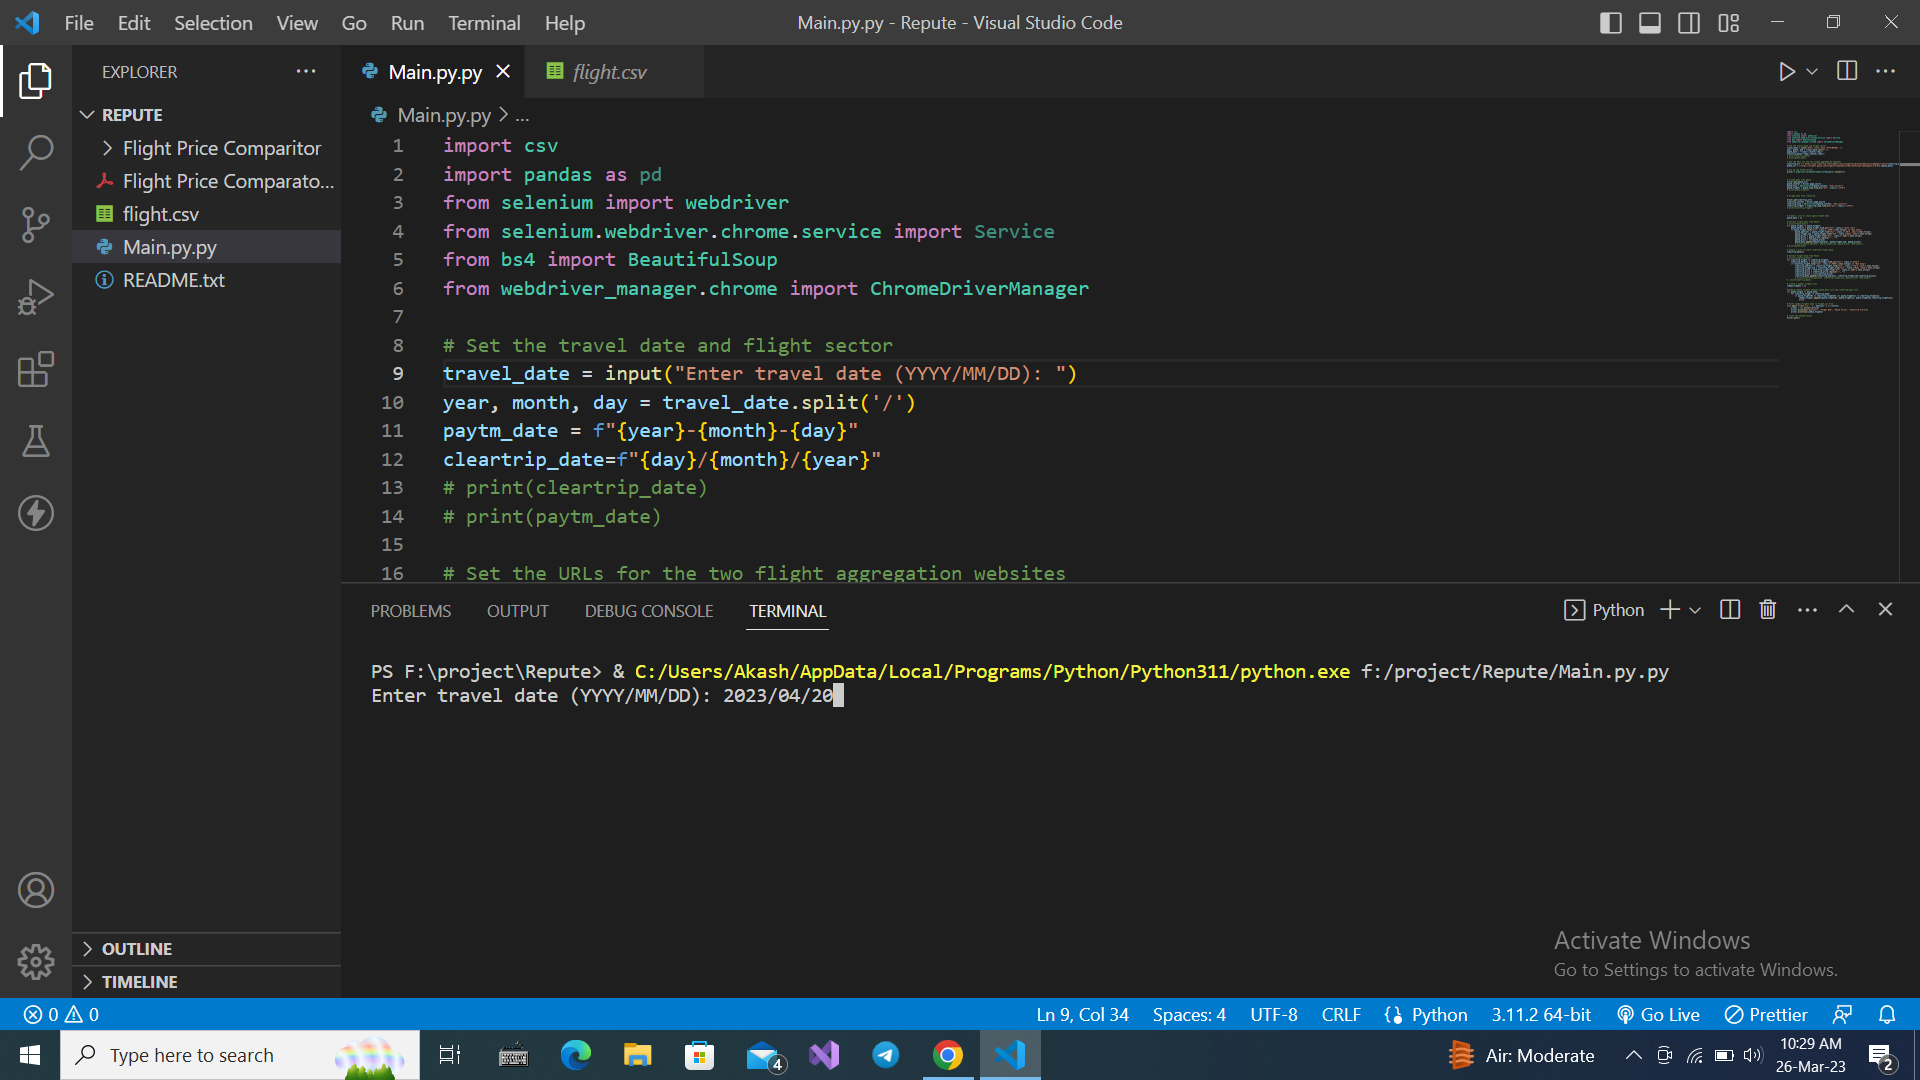 File Edit Selection View Go Run Terminal Help
Main.py.py - Repute - Visual Studio Code
EXPLORER
REPUTE
Flight Price Comparitor
Flight Price Comparato...
flight.csv
Main.py.py
README.txt
OUTLINE
TIMELINE
Main.py.py
flight.csv
Main.py.py > ...
1 import csv
2 import pandas as pd
3 from selenium import webdriver
4 from selenium.webdriver.chrome.service import Service
5 from bs4 import BeautifulSoup
6 from webdriver_manager.chrome import ChromeDriverManager
7
8 # Set the travel date and flight sector
9 travel_date = input("Enter travel date (YYYY/MM/DD): ")
10 year, month, day = travel_date.split('/')
11 paytm_date = f"{year}-{month}-{day}"
12 cleartrip_date=f"{day}/{month}/{year}"
13 # print(cleartrip_date)
14 # print(paytm_date)
15
16 # Set the URLs for the two flight aggregation websites
PROBLEMS OUTPUT DEBUG CONSOLE TERMINAL
Python
PS F:\project\Repute> & C:/Users/Akash/AppData/Local/Programs/Python/Python311/python.exe f:/project/Repute/Main.py.py
Enter travel date (YYYY/MM/DD): 2023/04/20
Activate Windows
Go to Settings to activate Windows.
0 0
Ln 9, Col 34 Spaces: 4 UTF-8 CRLF Python 3.11.2 64-bit Go Live Prettier
Type here to search
4
Air: Moderate
10:29 AM
26-Mar-23
2